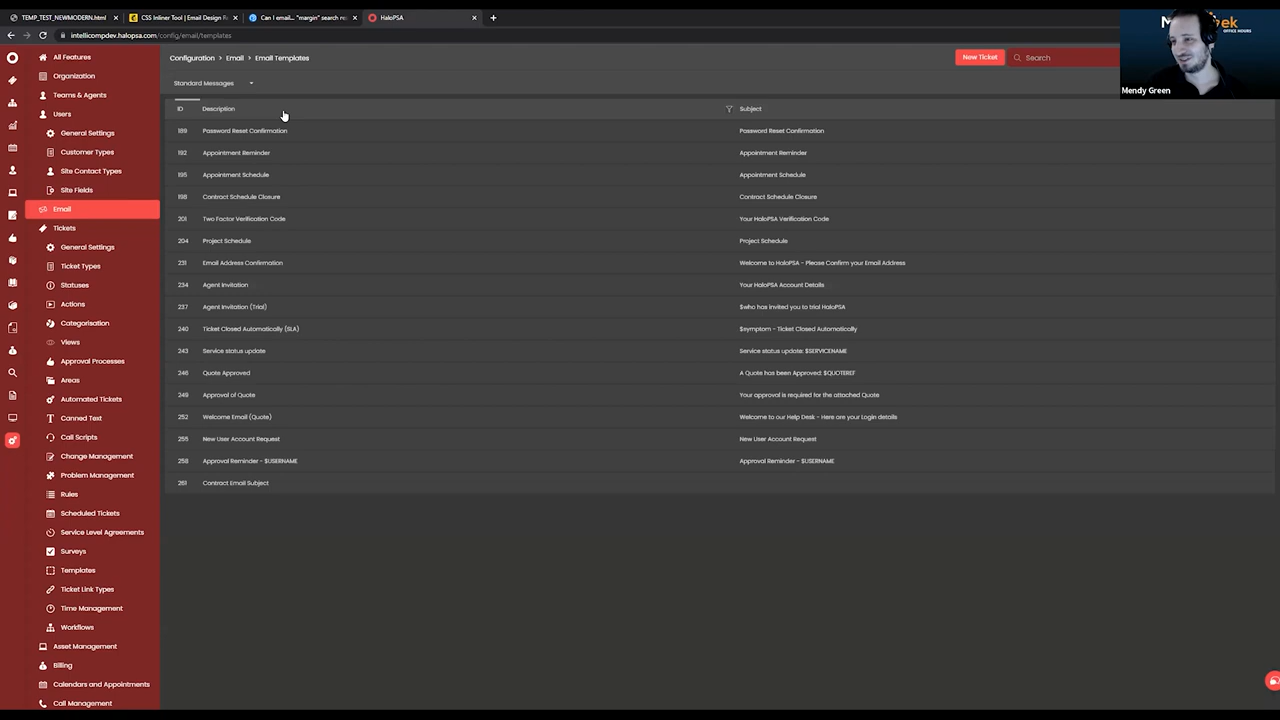 TEMP_TEST_NEWMODERN.html
CSS Inliner Tool | Email Design R
Can I email... "margin" search re
HaloPSA
intellicompdev.halopsa.com/config/email/templates
Configuration > Email > Email Templates
New Ticket
Search
OFFICE HOURS
Mendy Green
Standard Messages
All Features
Organization
Teams & Agents
Users
General Settings
Customer Types
Site Contact Types
Site Fields
Email
Tickets
General Settings
Ticket Types
Statuses
Actions
Categorisation
Views
Approval Processes
Areas
Automated Tickets
Canned Text
Call Scripts
Change Management
Problem Management
Rules
Scheduled Tickets
Service Level Agreements
Surveys
Templates
Ticket Link Types
Time Management
Workflows
Asset Management
Billing
Calendars and Appointments
Call Management
ID Description Subject
189 Password Reset Confirmation Password Reset Confirmation
192 Appointment Reminder Appointment Reminder
195 Appointment Schedule Appointment Schedule
198 Contract Schedule Closure Contract Schedule Closure
201 Two Factor Verification Code Your HaloPSA Verification Code
204 Project Schedule Project Schedule
231 Email Address Confirmation Welcome to HaloPSA - Please Confirm your Email Address
234 Agent Invitation Your HaloPSA Account Details
237 Agent Invitation (Trial) $who has invited you to trial HaloPSA
240 Ticket Closed Automatically (SLA) $symptom - Ticket Closed Automatically
243 Service status update Service status update: $SERVICENAME
246 Quote Approved A Quote has been Approved: $QUOTEREF
249 Approval of Quote Your approval is required for the attached Quote
252 Welcome Email (Quote) Welcome to our Help Desk - Here are your Login details
255 New User Account Request New User Account Request
258 Approval Reminder - $USERNAME Approval Reminder - $USERNAME
261 Contract Email Subject